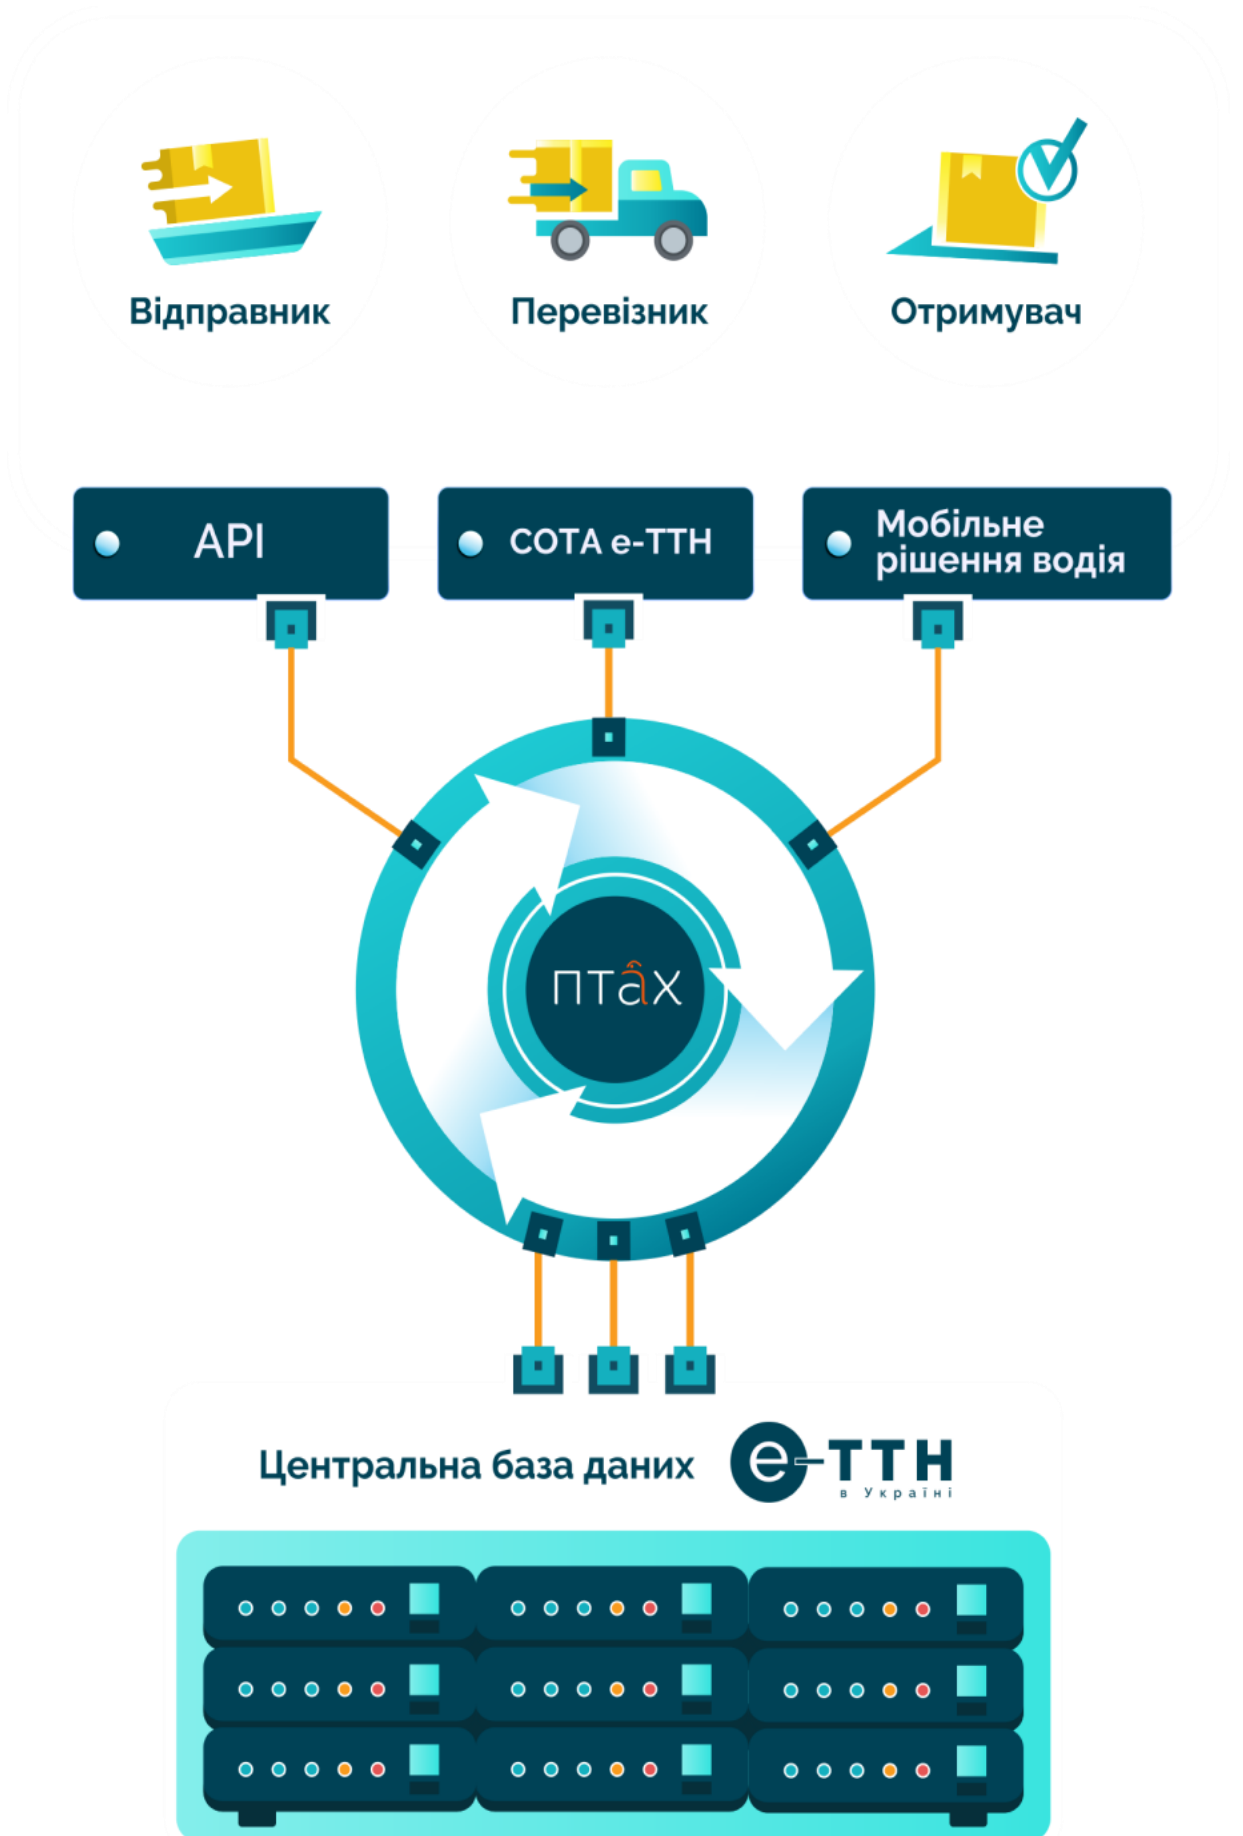 Відправник
Перевізник
Отримувач
API
СОТА е-ТТН
Мобільне
рішення водія
птах
Центральна база даних
е-ТТН
в Україні